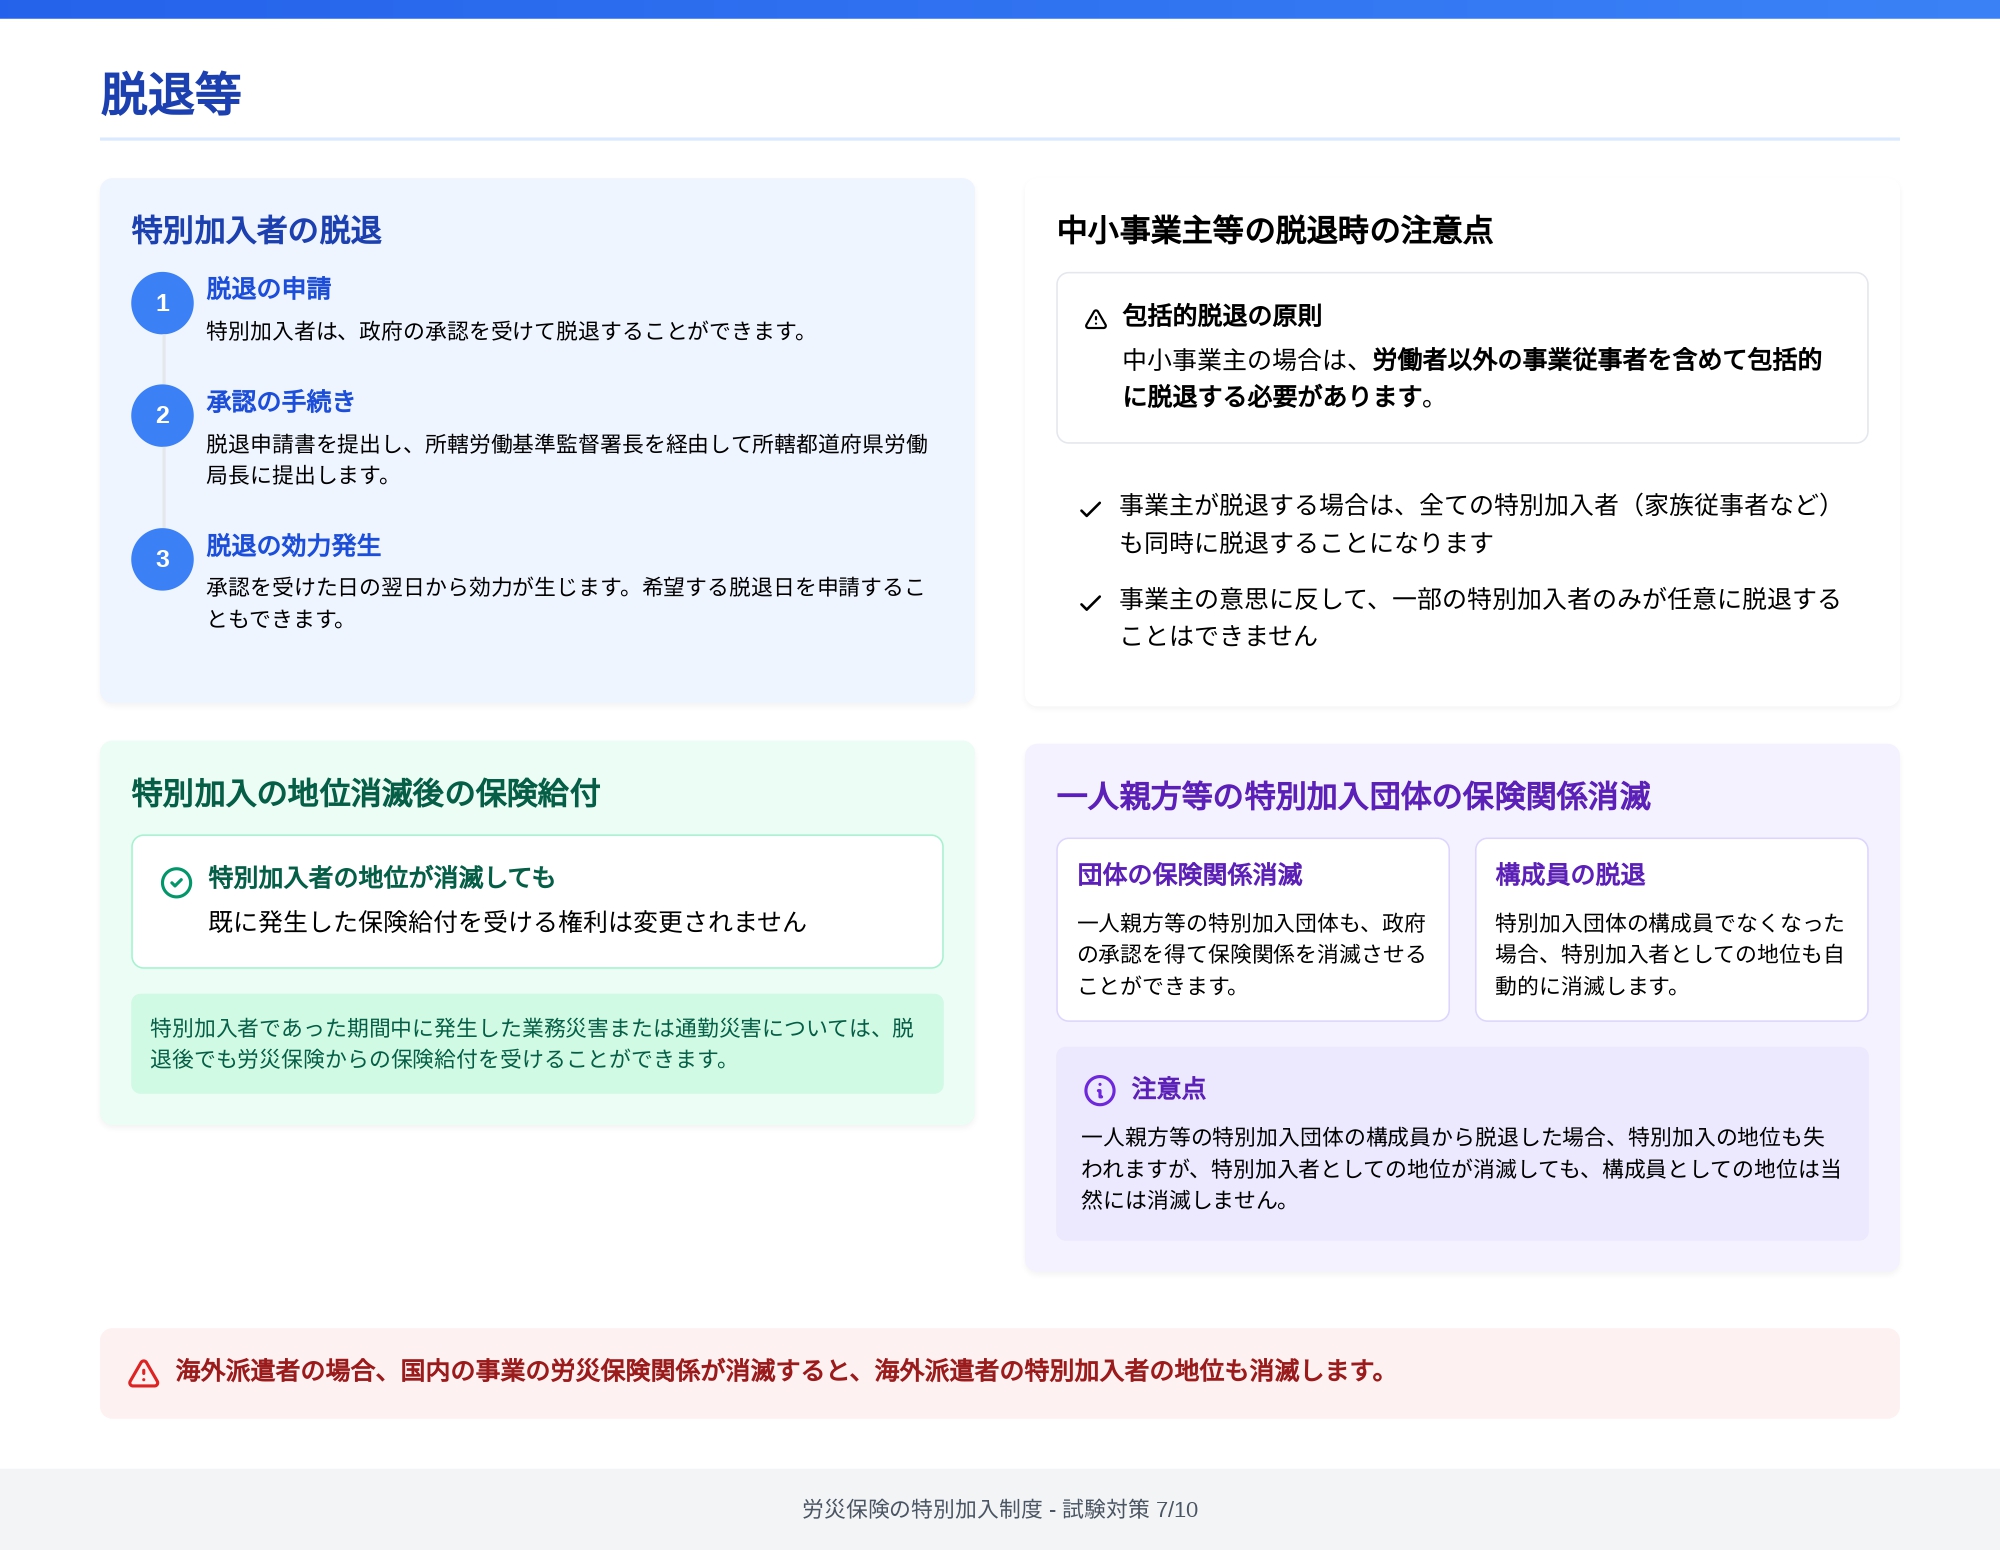 脱退等
特別加入者の脱退
1
脱退の申請
特別加入者は、政府の承認を受けて脱退することができます。
2
承認の手続き
脱退申請書を提出し、所轄労働基準監督署長を経由して所轄都道府県労働
局長に提出します。
3
脱退の効力発生
承認を受けた日の翌日から効力が生じます。希望する脱退日を申請するこ
ともできます。
中小事業主等の脱退時の注意点
包括的脱退の原則
中小事業主の場合は、労働者以外の事業従事者を含めて包括的
に脱退する必要があります。
事業主が脱退する場合は、全ての特別加入者（家族従事者など）
も同時に脱退することになります
事業主の意思に反して、一部の特別加入者のみが任意に脱退する
ことはできません
特別加入の地位消滅後の保険給付
特別加入者の地位が消滅しても
既に発生した保険給付を受ける権利は変更されません
特別加入者であった期間中に発生した業務災害または通勤災害については、脱
退後でも労災保険からの保険給付を受けることができます。
一人親方等の特別加入団体の保険関係消滅
団体の保険関係消滅
一人親方等の特別加入団体も、政府
の承認を得て保険関係を消滅させる
ことができます。
構成員の脱退
特別加入団体の構成員でなくなった
場合、特別加入者としての地位も自
動的に消滅します。
注意点
一人親方等の特別加入団体の構成員から脱退した場合、特別加入の地位も失
われますが、特別加入者としての地位が消滅しても、構成員としての地位は当
然には消滅しません。
海外派遣者の場合、国内の事業の労災保険関係が消滅すると、海外派遣者の特別加入者の地位も消滅します。
労災保険の特別加入制度 - 試験対策 7/10